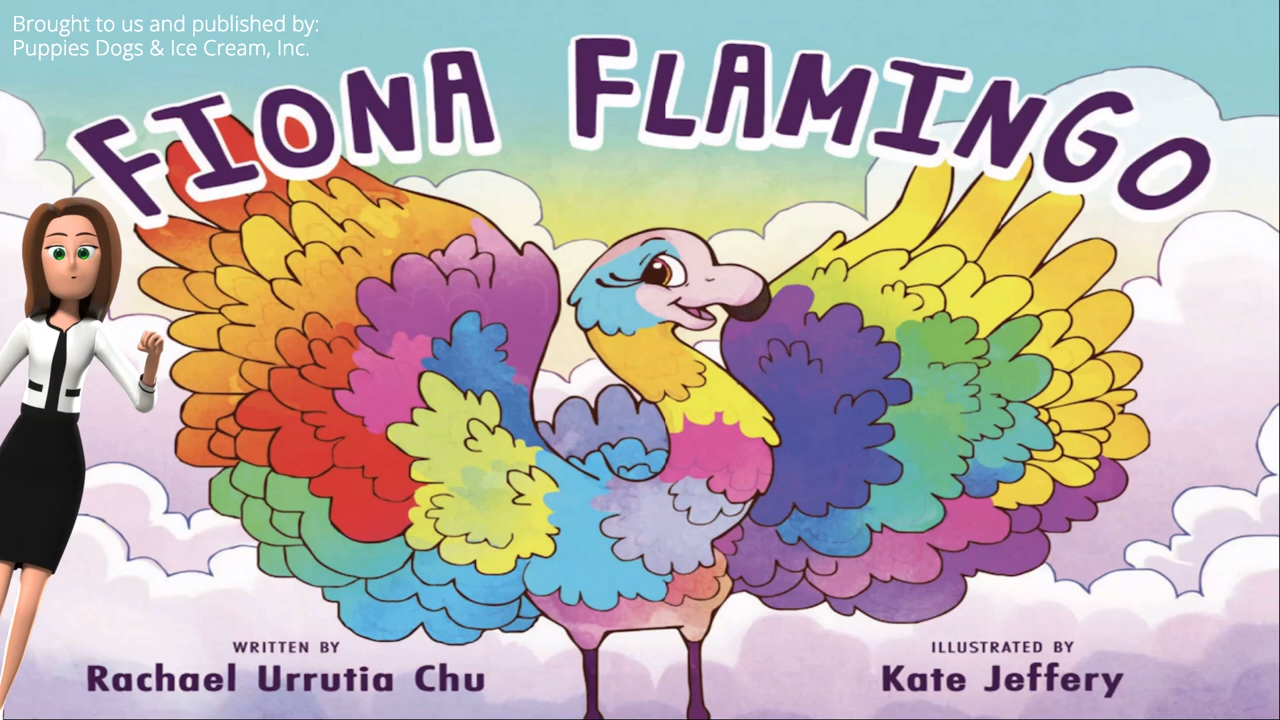 Brought to us and published by:
Puppies Dogs & Ice Cream, Inc.
FIONA FLAMINGO
WRITTEN BY
Rachael Urrutia Chu
ILLUSTRATED BY
Kate Jeffery